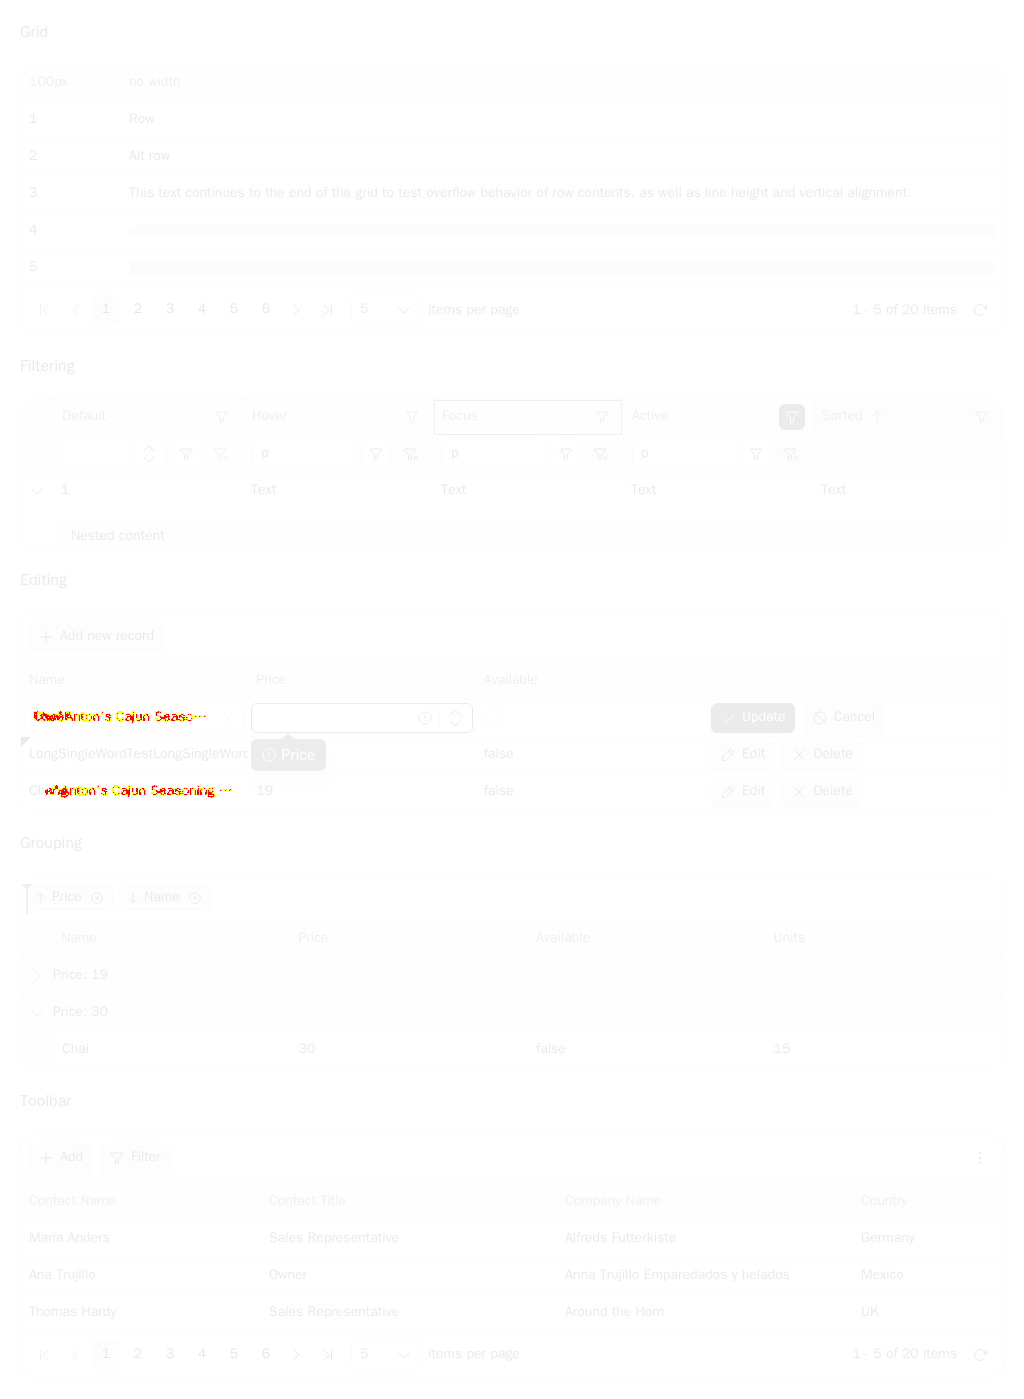 Grid
100px no width
1 Row
2 Alt row
3 This text continues to the end of the grid to test overflow behavior of row contents, as well as line height and vertical alignment.
4
5
1 2 3 4 5 6 5 items per page 1 - 5 of 20 items
Filtering
Default Hover Focus Active Sorted
p p p
1 Text Text Text Text
Nested content
Editing
Add new record
Name Price Available
Anton's Cajun Seaso… Update Cancel
LongSingleWordTestLongSingleWord false Edit Delete
Price
Anton's Cajun Seasoning … 19 false Edit Delete
Grouping
Price Name
Name Price Available Units
Price: 19
Price: 30
Chai 30 false 15
Toolbar
Add Filter
Contact Name Contact Title Company Name Country
Maria Anders Sales Representative Alfreds Futterkiste Germany
Ana Trujillo Owner Anna Trujillo Emparedados y helados Mexico
Thomas Hardy Sales Representative Around the Horn UK
1 2 3 4 5 6 5 items per page 1 - 5 of 20 items